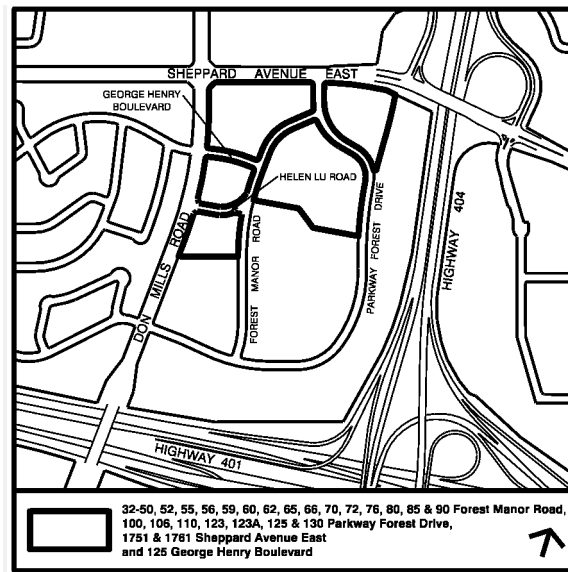 SHEPPARD AVENUE EAST
GEORGE HENRY
BOULEVARD
HELEN LU ROAD
DON MILLS ROAD
FOREST MANOR ROAD
PARKWAY FOREST DRIVE
HIGHWAY 404
HIGHWAY 401
32-50, 52, 55, 56, 59, 60, 62, 65, 66, 70, 72, 76, 80, 85 & 90 Forest Manor Road,
100, 106, 110, 123, 123A, 125 & 130 Parkway Forest Drive,
1751 & 1761 Sheppard Avenue East
and 125 George Henry Boulevard